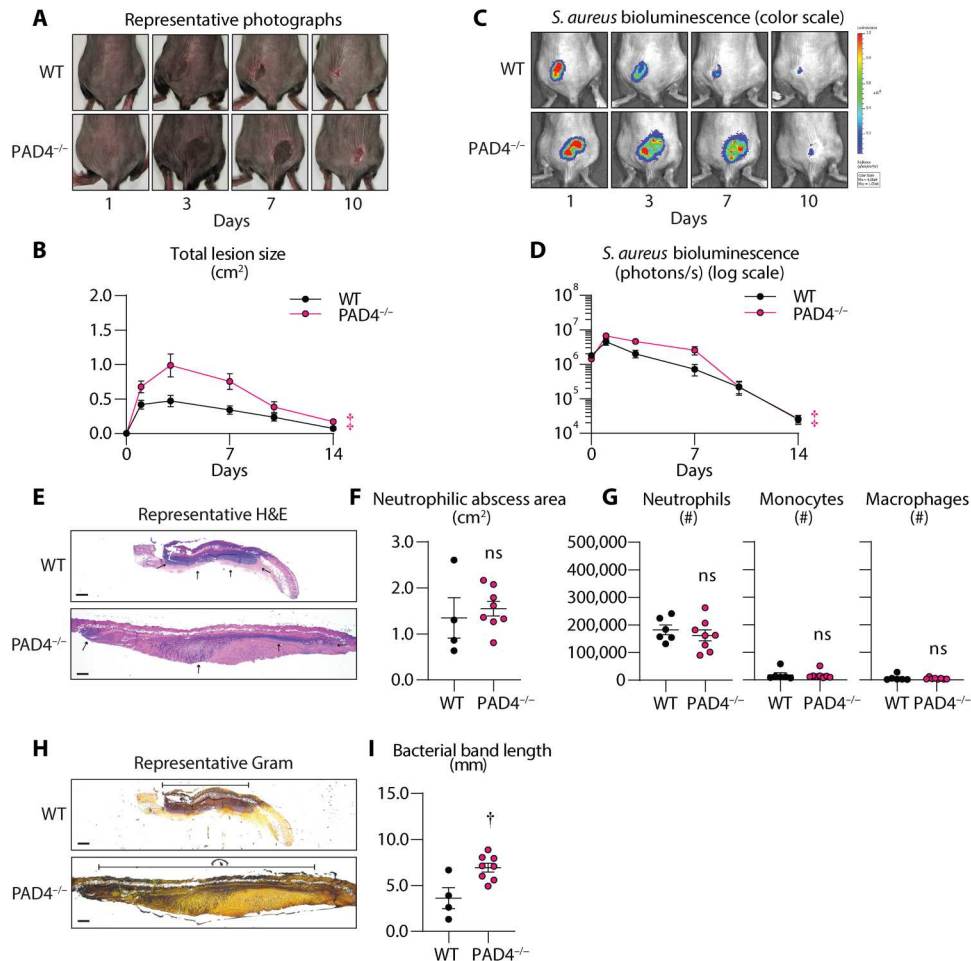 A
Representative photographs
WT
PAD4⁻/⁻
1 3 7 10
Days
C
S. aureus bioluminescence (color scale)
WT
PAD4⁻/⁻
1 3 7 10
Days
B
Total lesion size
(cm²)
2.0
1.5
1.0
0.5
0.0
WT
PAD4⁻/⁻
‡
0 7 14
Days
D
S. aureus bioluminescence
(photons/s) (log scale)
10⁸
10⁷
10⁶
10⁵
10⁴
WT
PAD4⁻/⁻
‡
0 7 14
Days
E
Representative H&E
WT
PAD4⁻/⁻
F
Neutrophilic abscess area
(cm²)
3.0
2.0
1.0
0.0
ns
WT PAD4⁻/⁻
G
Neutrophils
(#)
Monocytes
(#)
Macrophages
(#)
500,000
400,000
300,000
200,000
100,000
0
ns
ns
ns
WT PAD4⁻/⁻
WT PAD4⁻/⁻
WT PAD4⁻/⁻
H
Representative Gram
WT
PAD4⁻/⁻
I
Bacterial band length
(mm)
15.0
10.0
5.0
0.0
†
WT PAD4⁻/⁻